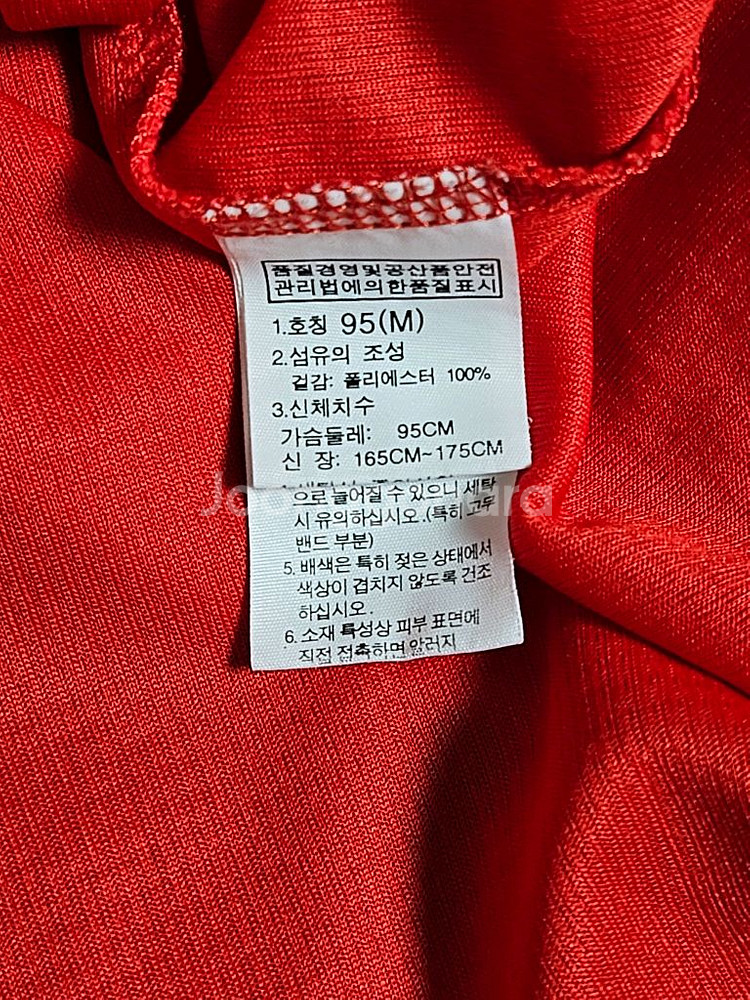 품질경영및공산품안전
관리법에의한품질표시
1.호칭 95(M)
2.섬유의 조성
겉감: 폴리에스터 100%
3.신체치수
가슴둘레: 95CM
신 장: 165CM~175CM
으로 늘어질 수 있으니 세탁
시 유의하십시오.(특히 고무
밴드 부분)
5. 배색은 특히 젖은 상태에서
색상이 겹치지 않도록 건조
하십시오.
6. 소재 특성상 피부 표면에
직접 접촉하면 알러지